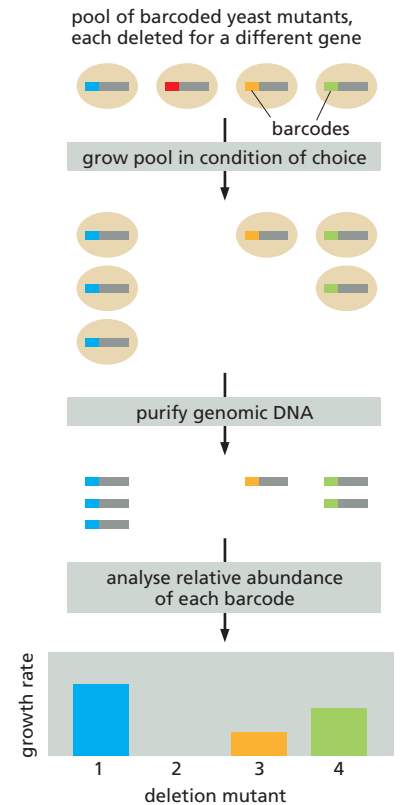 pool of barcoded yeast mutants,
each deleted for a different gene
barcodes
grow pool in condition of choice
purify genomic DNA
analyse relative abundance
of each barcode
growth rate
1 2 3 4
deletion mutant